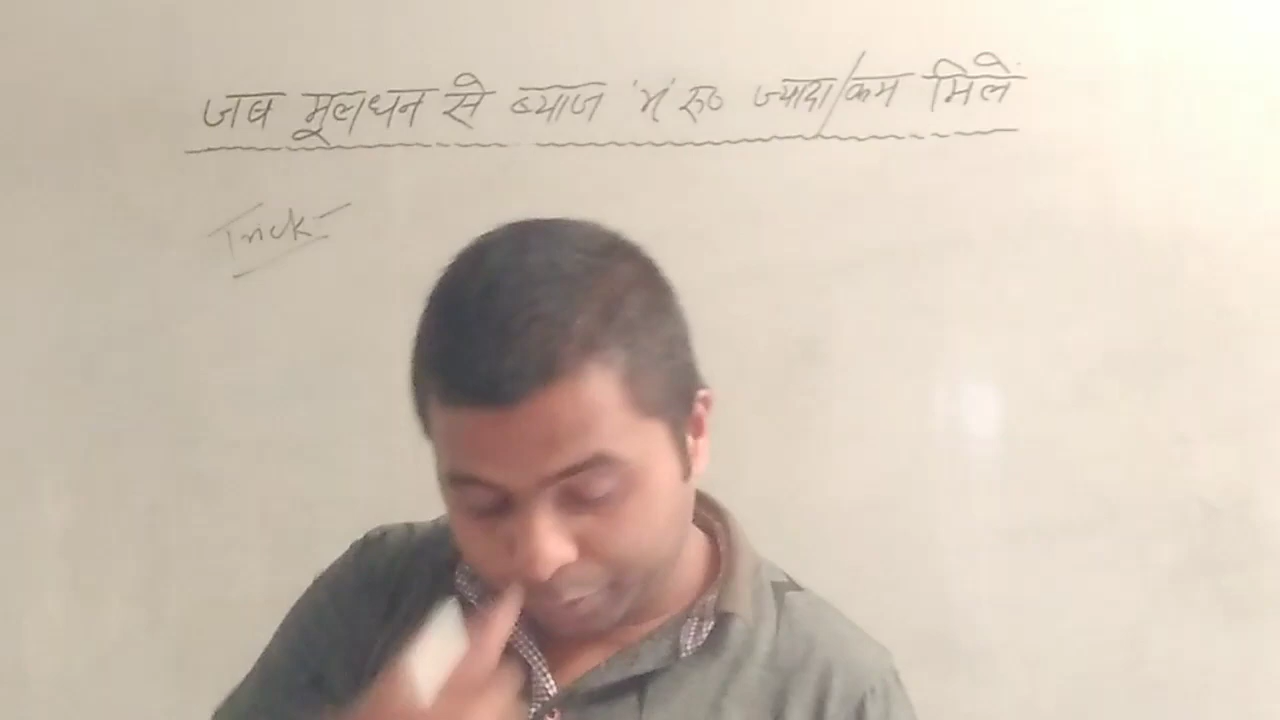 जब मूलधन से ब्याज 'x' रु० ज्यादा/कम मिले
Trick-